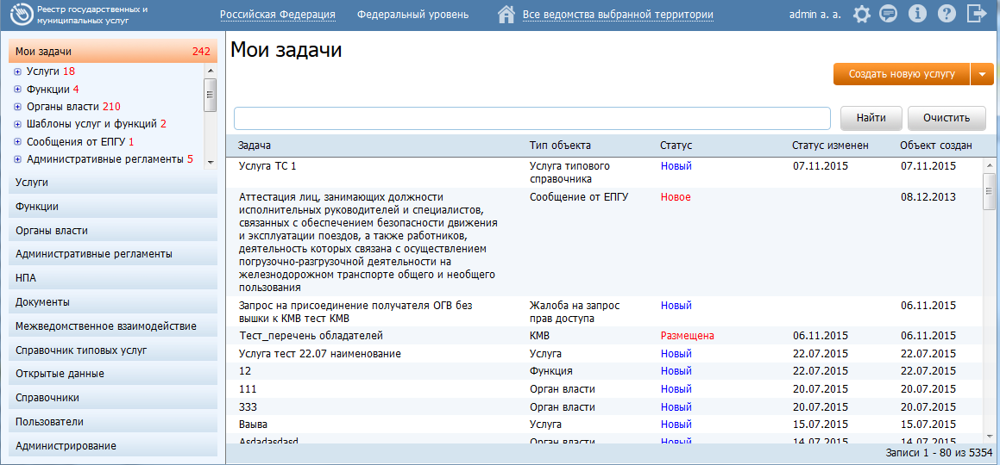 Реестр государственных и
муниципальных услуг
Российская Федерация
Федеральный уровень
Все ведомства выбранной территории
admin a. a.
Мои задачи 242
Услуги 18
Функции 4
Органы власти 210
Шаблоны услуг и функций 2
Сообщения от ЕПГУ 1
Административные регламенты 5
Услуги
Функции
Органы власти
Административные регламенты
НПА
Документы
Межведомственное взаимодействие
Справочник типовых услуг
Открытые данные
Справочники
Пользователи
Администрирование
Мои задачи
Создать новую услугу
Найти
Очистить
Задача Тип объекта Статус Статус изменен Объект создан
Услуга ТС 1 Услуга типового Новый 07.11.2015 07.11.2015
справочника
Аттестация лиц, занимающих должности Сообщение от ЕПГУ Новое 08.12.2013
исполнительных руководителей и специалистов,
связанных с обеспечением безопасности движения
и эксплуатации поездов, а также работников,
деятельность которых связана с осуществлением
погрузочно-разгрузочной деятельности на
железнодорожном транспорте общего и необщего
пользования
Запрос на присоединение получателя ОГВ без Жалоба на запрос Новый 06.11.2015
вышки к КМВ тест КМВ прав доступа
Тест_перечень обладателей КМВ Размещена 06.11.2015 06.11.2015
Услуга тест 22.07 наименование Услуга Новый 22.07.2015 22.07.2015
12 Функция Новый 22.07.2015 22.07.2015
111 Орган власти Новый 20.07.2015 20.07.2015
333 Орган власти Новый 20.07.2015 20.07.2015
Ваыва Услуга Новый 15.07.2015 15.07.2015
Asdadasdasd Орган власти Новый 14.07.2015 14.07.2015
Записи 1 - 80 из 5354